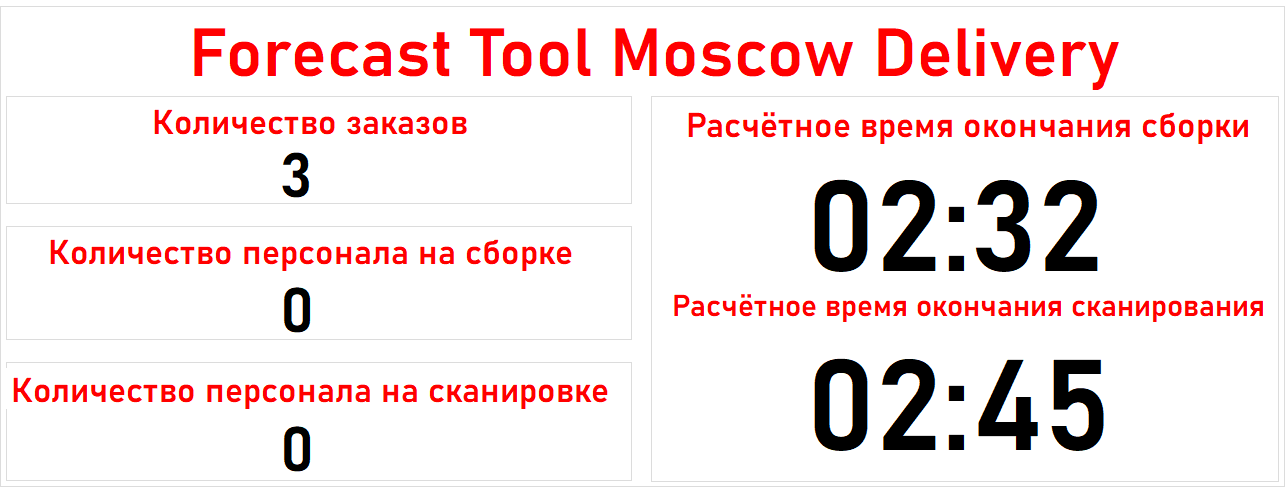 Forecast Tool Moscow Delivery
Количество заказов
3
Количество персонала на сборке
0
Количество персонала на сканировке
0
Расчётное время окончания сборки
02:32
Расчётное время окончания сканирования
02:45